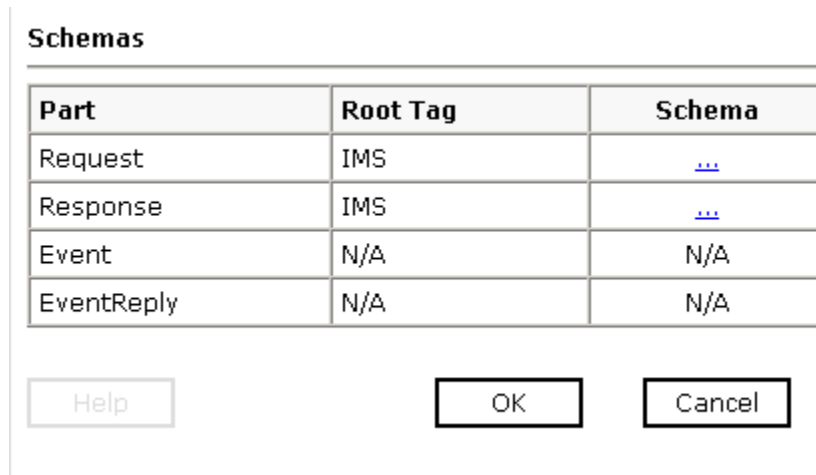 Schemas
Part Root Tag Schema
Request IMS ...
Response IMS ...
Event N/A N/A
EventReply N/A N/A
Help OK Cancel